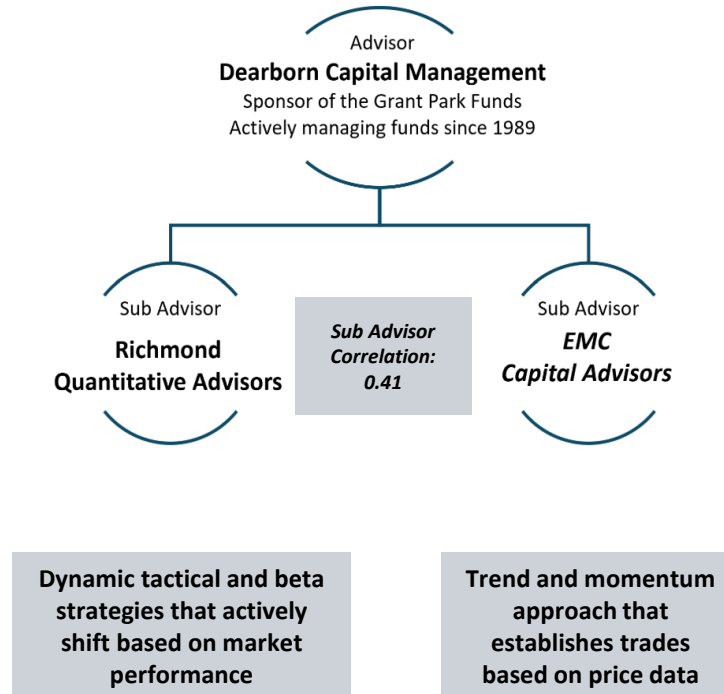 Advisor
Dearborn Capital Management
Sponsor of the Grant Park Funds
Actively managing funds since 1989
Sub Advisor
Richmond
Quantitative Advisors
Sub Advisor
Correlation:
0.41
Sub Advisor
EMC
Capital Advisors
Dynamic tactical and beta
strategies that actively
shift based on market
performance
Trend and momentum
approach that
establishes trades
based on price data